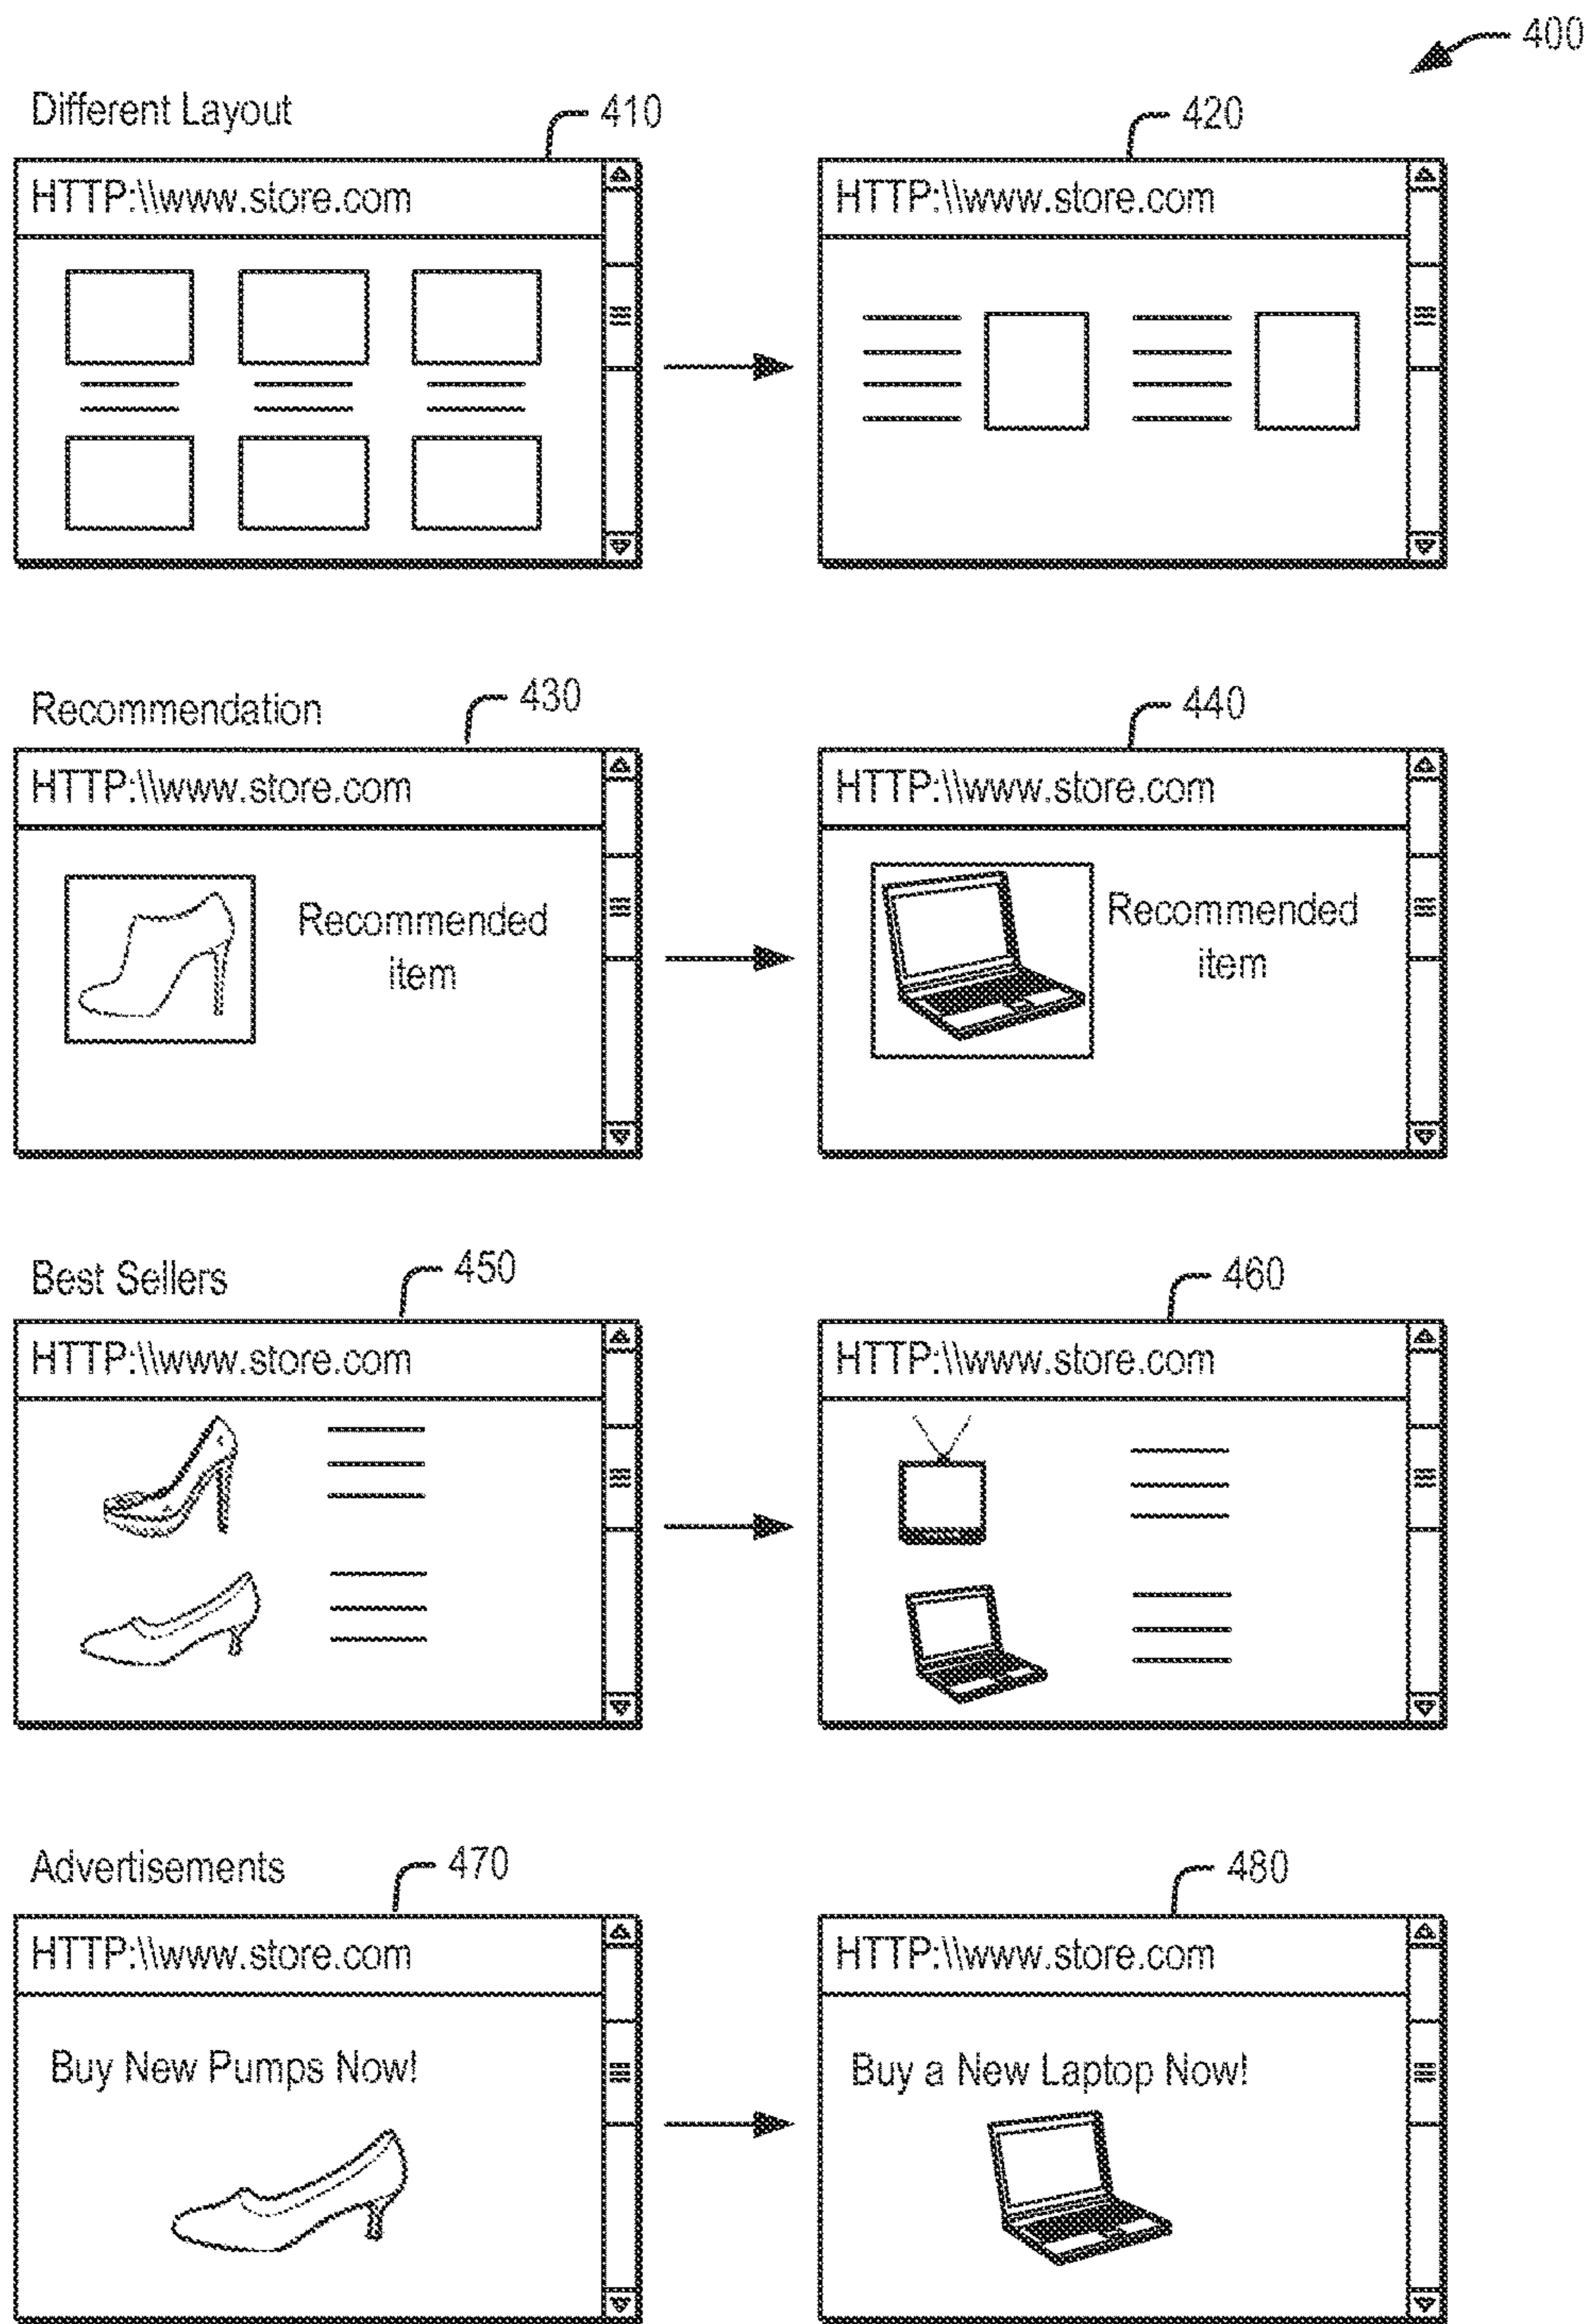 400
Different Layout
410
420
HTTP:\\www.store.com
HTTP:\\www.store.com
Recommendation
430
440
HTTP:\\www.store.com
HTTP:\\www.store.com
Recommended
item
Recommended
item
Best Sellers
450
460
HTTP:\\www.store.com
HTTP:\\www.store.com
Advertisements
470
480
HTTP:\\www.store.com
HTTP:\\www.store.com
Buy New Pumps Now!
Buy a New Laptop Now!